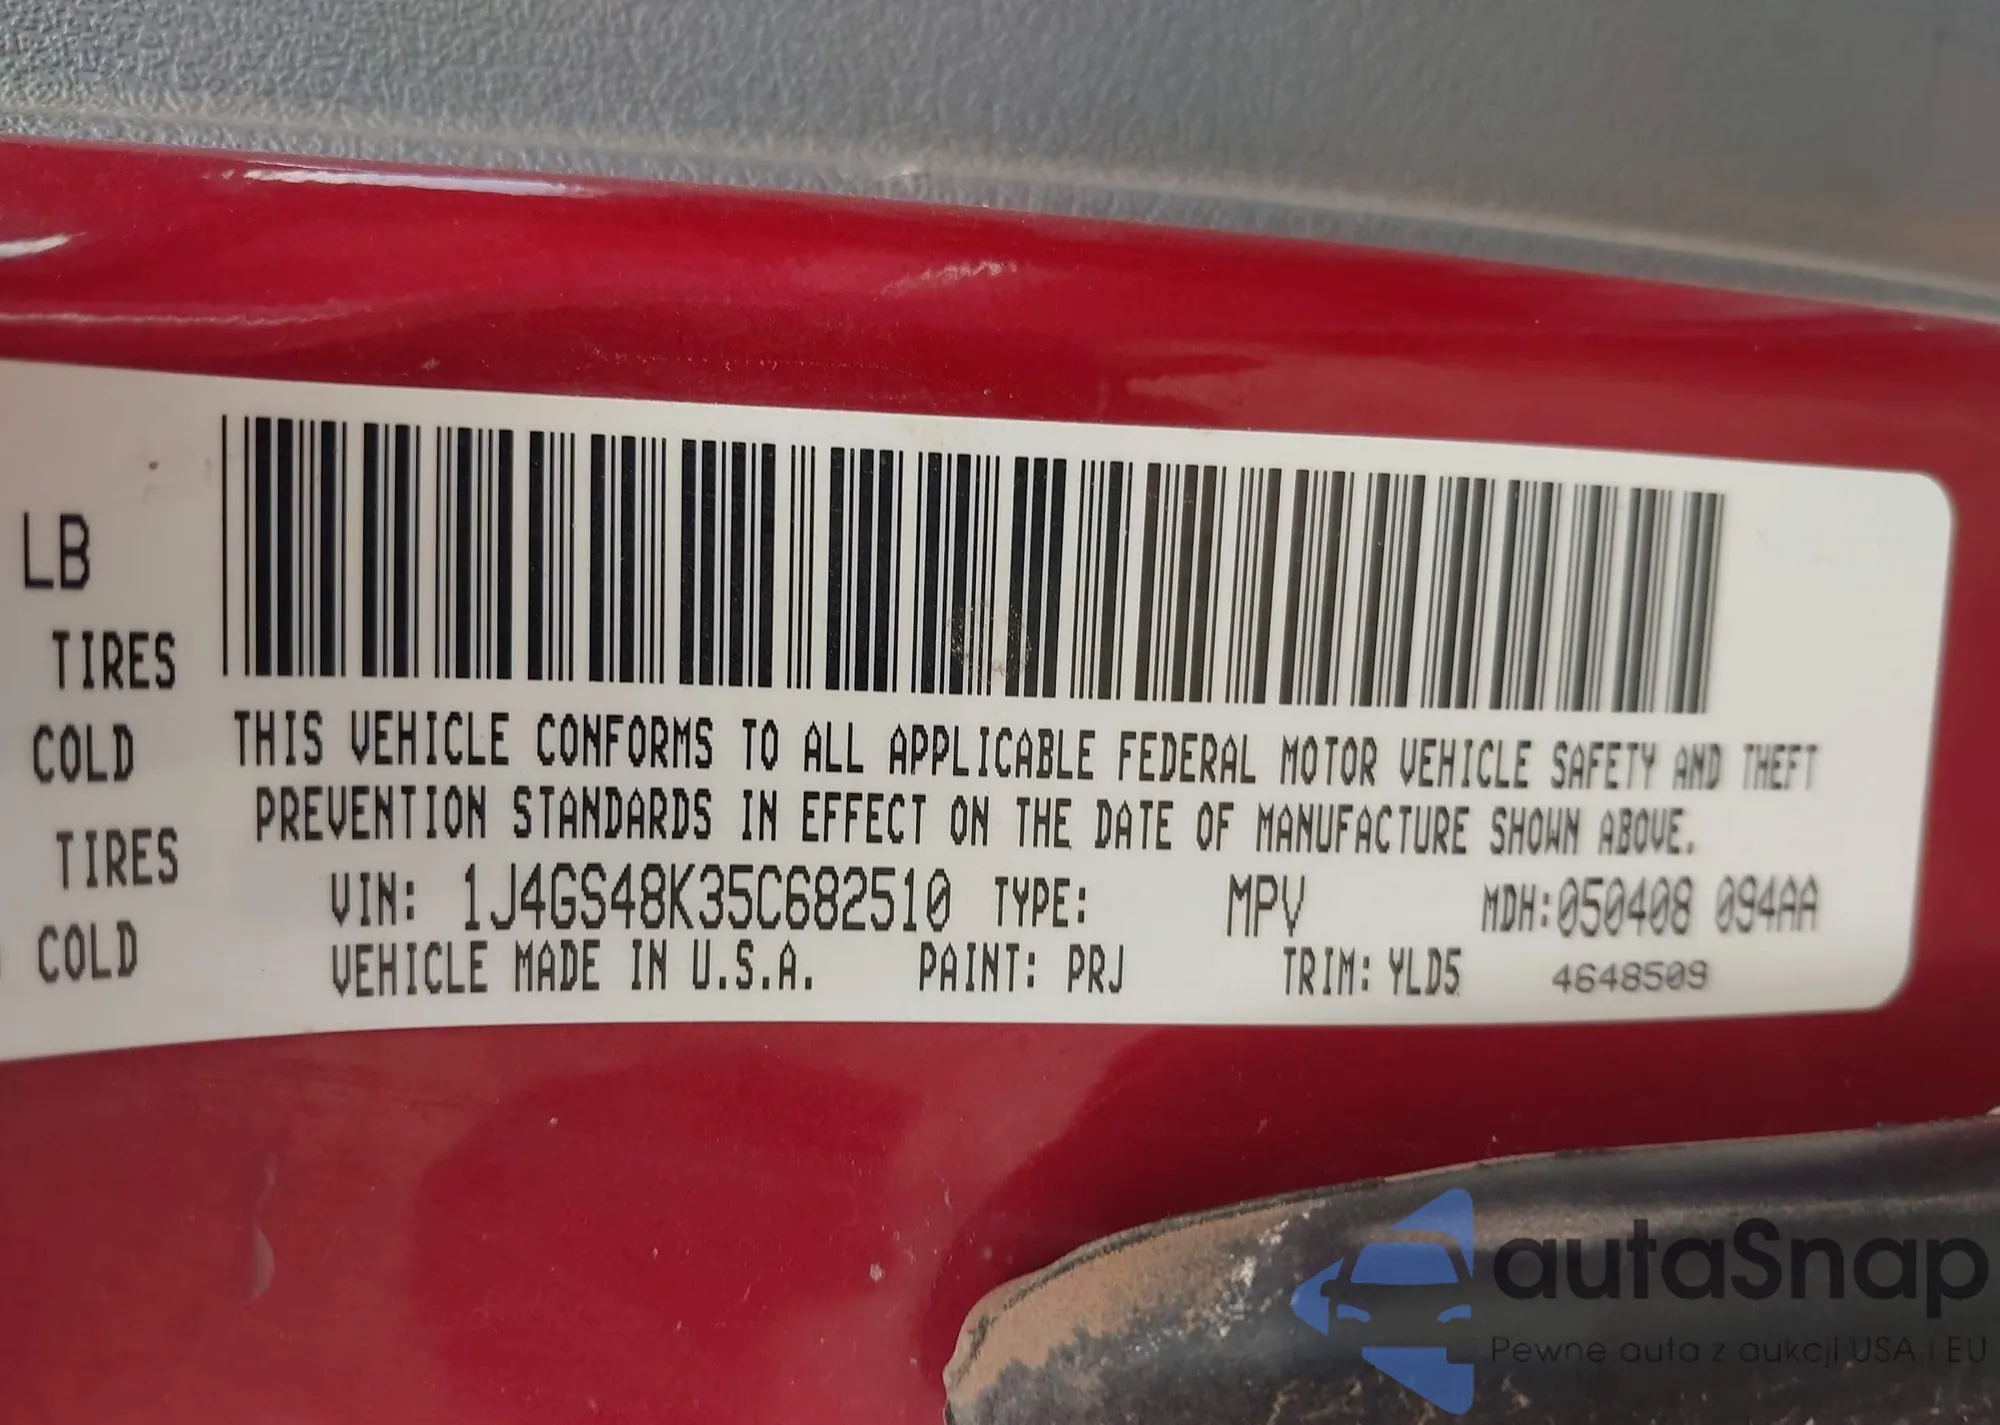 LB
TIRES
COLD
TIRES
COLD
THIS VEHICLE CONFORMS TO ALL APPLICABLE FEDERAL MOTOR VEHICLE SAFETY AND THEFT
PREVENTION STANDARDS IN EFFECT ON THE DATE OF MANUFACTURE SHOWN ABOVE.
VIN: 1J4GS48K35C682510 TYPE: MPV MDH:050408 094AA
VEHICLE MADE IN U.S.A. PAINT: PRJ TRIM: YLD5 4648509
autaSnap
Pewne auta z aukcji USA i EU